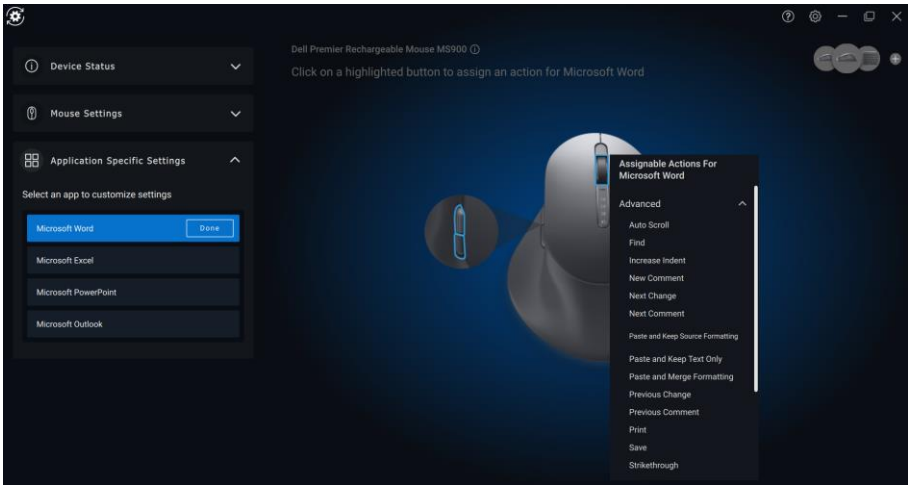 Dell Premier Rechargeable Mouse MS900
Click on a highlighted button to assign an action for Microsoft Word
Device Status
Mouse Settings
Application Specific Settings
Select an app to customize settings
Microsoft Word
Done
Microsoft Excel
Microsoft PowerPoint
Microsoft Outlook
Assignable Actions For
Microsoft Word
Advanced
Auto Scroll
Find
Increase Indent
New Comment
Next Change
Next Comment
Paste and Keep Source Formatting
Paste and Keep Text Only
Paste and Merge Formatting
Previous Change
Previous Comment
Print
Save
Strikethrough